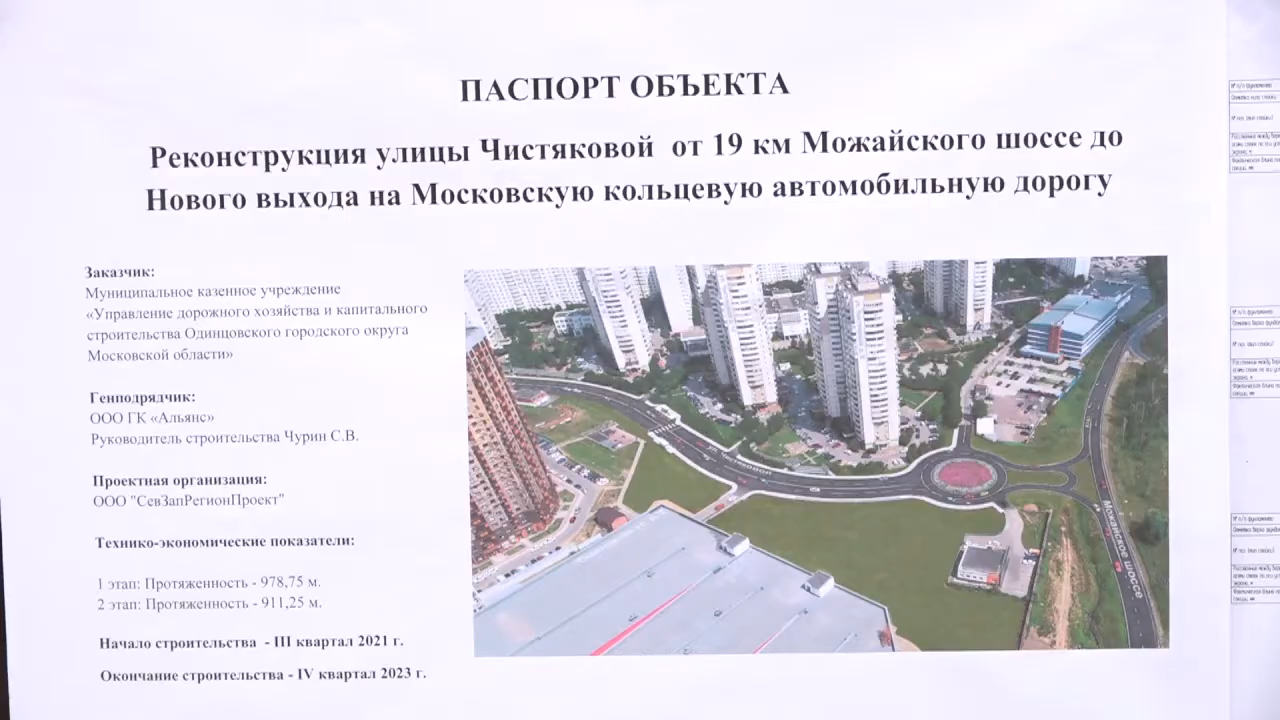 ПАСПОРТ ОБЪЕКТА
Реконструкция улицы Чистяковой от 19 км Можайского шоссе до
Нового выхода на Московскую кольцевую автомобильную дорогу
Заказчик:
Муниципальное казенное учреждение
«Управление дорожного хозяйства и капитального
строительства Одинцовского городского округа
Московской области»
Генподрядчик:
ООО ГК «Альянс»
Руководитель строительства Чурин С.В.
Проектная организация:
ООО "СевЗапРегионПроект"
Технико-экономические показатели:
1 этап: Протяженность - 978,75 м.
2 этап: Протяженность - 911,25 м.
Начало строительства - III квартал 2021 г.
Окончание строительства - IV квартал 2023 г.
ул. Чистяковой
Можайское шоссе